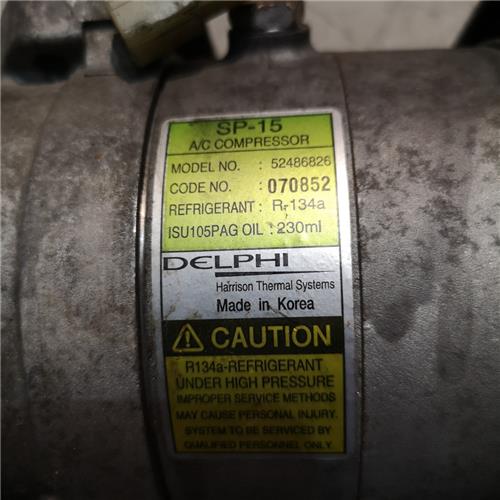 SP-15
A/C COMPRESSOR
MODEL NO. : 52486826
CODE NO. : 070852
REFRIGERANT : R-134a
ISU105PAG OIL : 230ml
DELPHI
Harrison Thermal Systems
Made in Korea
CAUTION
R134a-REFRIGERANT
UNDER HIGH PRESSURE
IMPROPER SERVICE METHODS
MAY CAUSE PERSONAL INJURY.
SYSTEM TO BE SERVICED BY
QUALIFIED PERSONNEL ONLY.